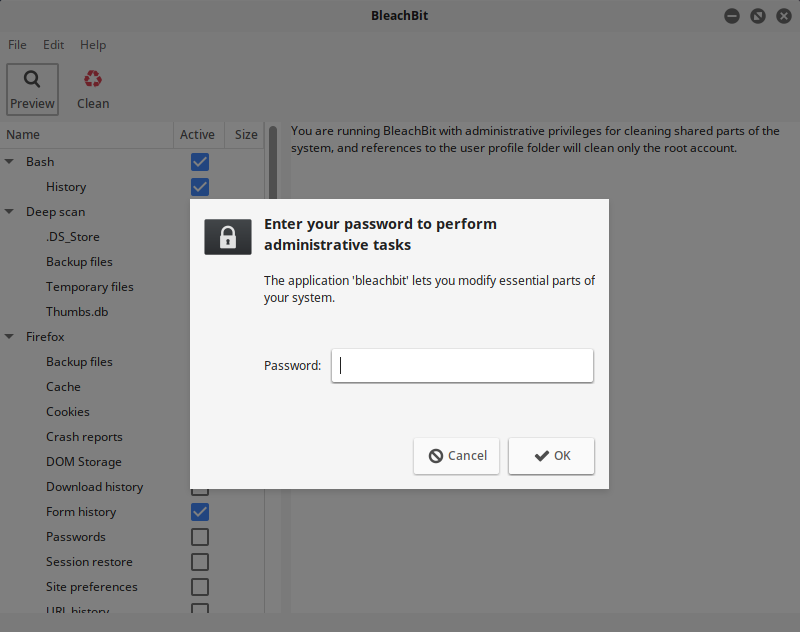 BleachBit
File Edit Help
Preview Clean
Name Active Size
You are running BleachBit with administrative privileges for cleaning shared parts of the
system, and references to the user profile folder will clean only the root account.
Bash
History
Deep scan
.DS_Store
Backup files
Temporary files
Thumbs.db
Firefox
Backup files
Cache
Cookies
Crash reports
DOM Storage
Download history
Form history
Passwords
Session restore
Site preferences
URL history
Enter your password to perform
administrative tasks
The application 'bleachbit' lets you modify essential parts of
your system.
Password:
Cancel OK